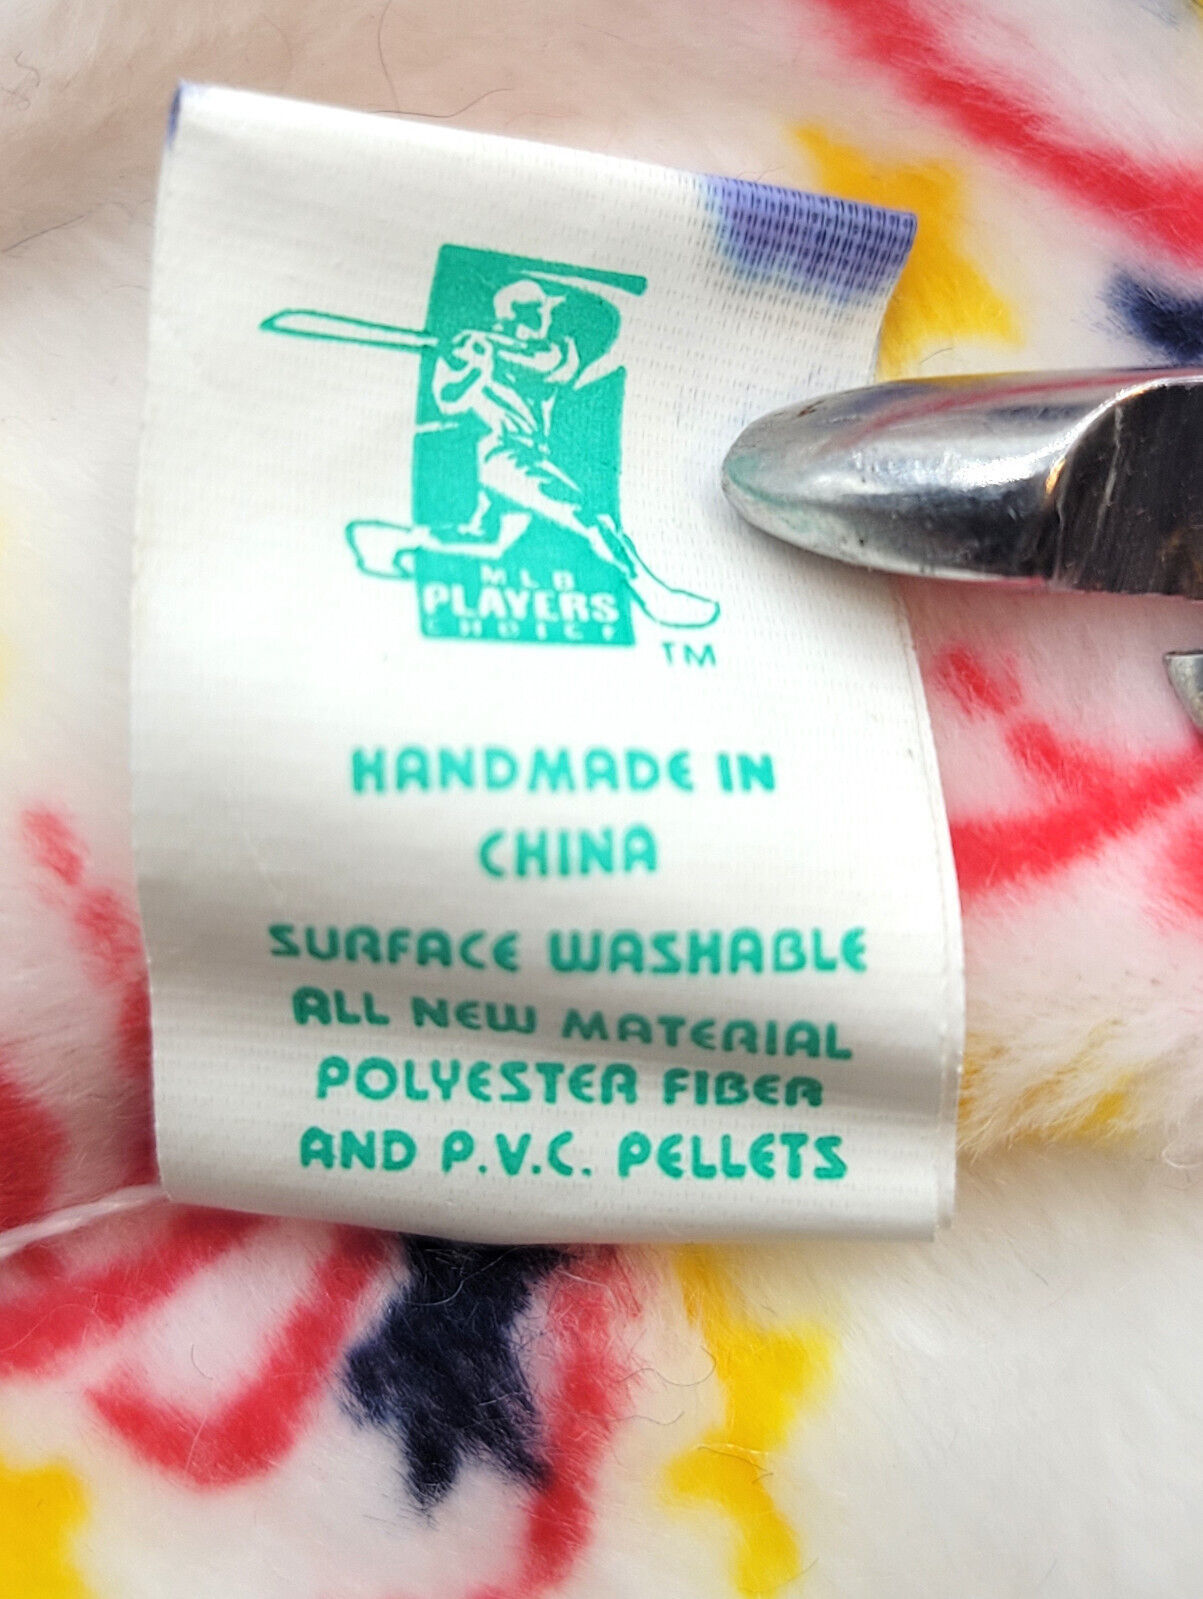 MLB
PLAYERS
CHOICE
TM
HANDMADE IN
CHINA
SURFACE WASHABLE
ALL NEW MATERIAL
POLYESTER FIBER
AND P.V.C. PELLETS